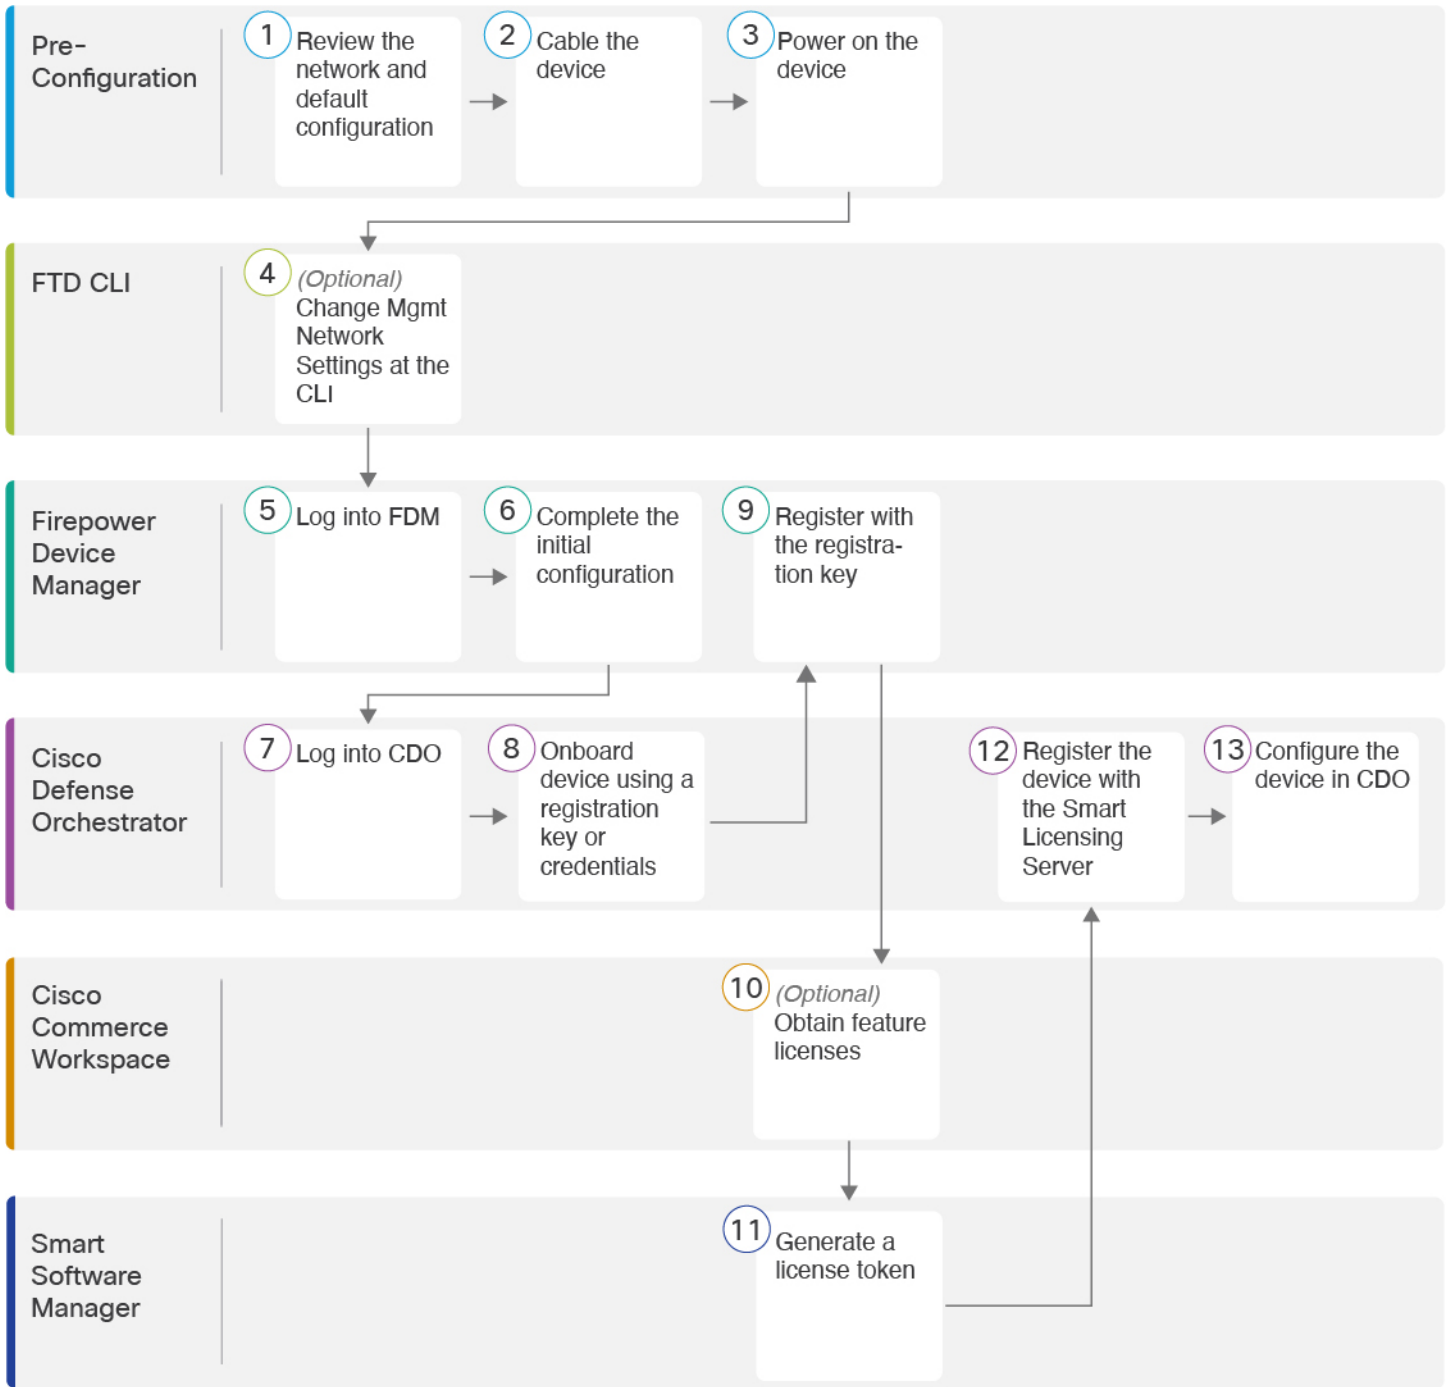 Pre-
Configuration
1
Review the
network and
default
configuration
2
Cable the
device
3
Power on the
device
FTD CLI
4
(Optional)
Change Mgmt
Network
Settings at the
CLI
Firepower
Device
Manager
5
Log into FDM
6
Complete the
initial
configuration
9
Register with
the registra-
tion key
Cisco
Defense
Orchestrator
7
Log into CDO
8
Onboard
device using a
registration
key or
credentials
12
Register the
device with
the Smart
Licensing
Server
13
Configure the
device in CDO
Cisco
Commerce
Workspace
10
(Optional)
Obtain feature
licenses
Smart
Software
Manager
11
Generate a
license token